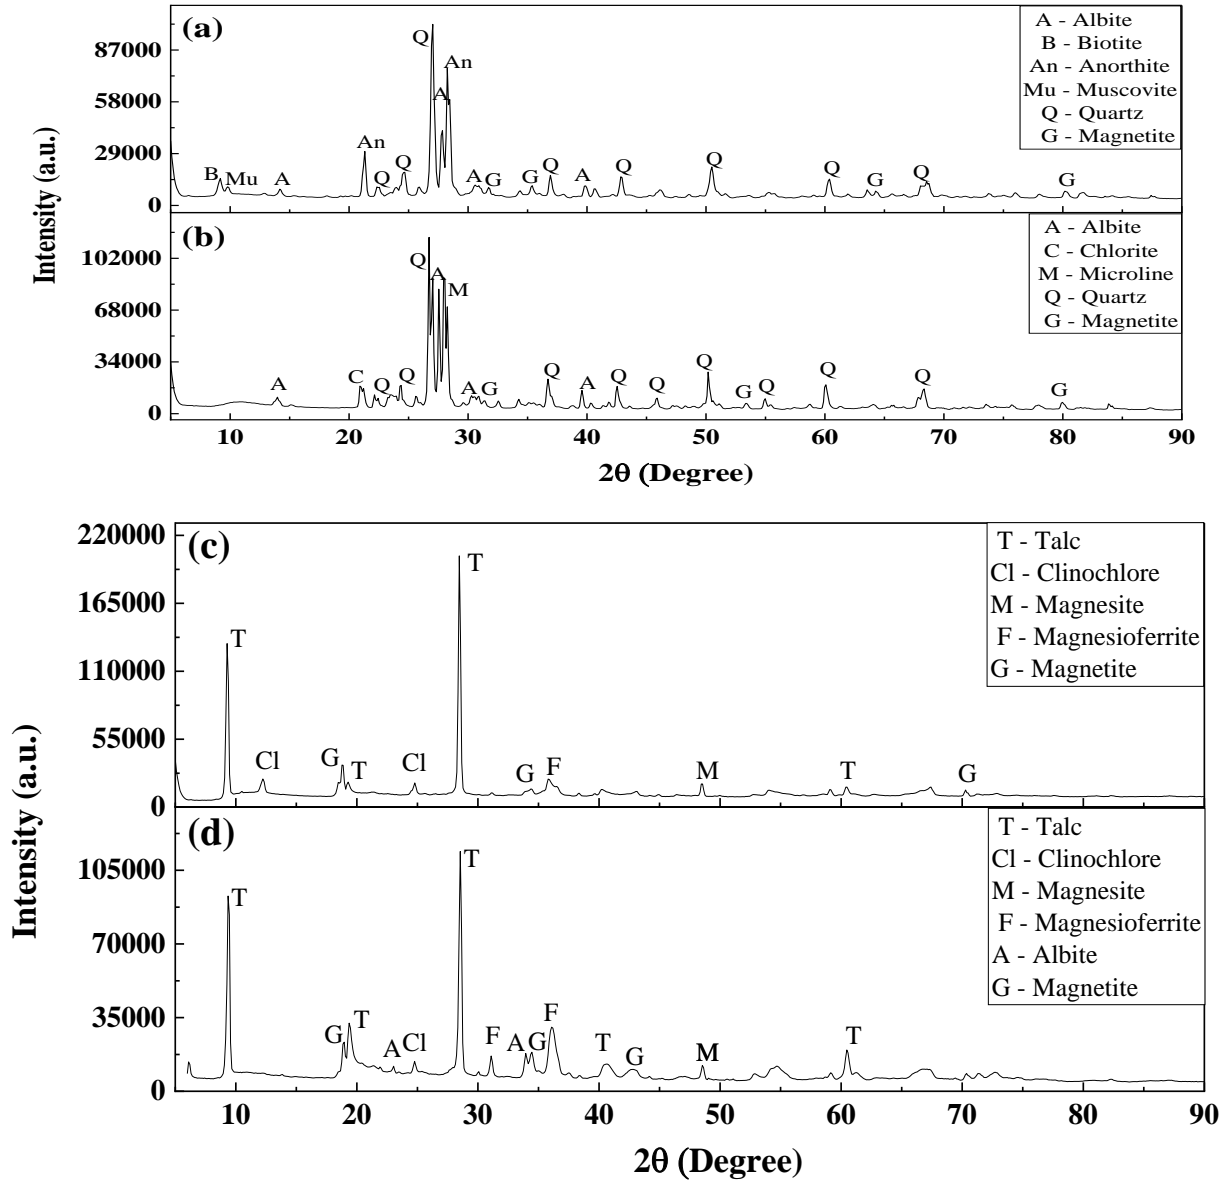 (a)
A - Albite
B - Biotite
An - Anorthite
Mu - Muscovite
Q - Quartz
G - Magnetite
87000
58000
29000
0
Q
An
A
B
Mu
A
An
Q
Q
A
G
G
Q
A
Q
Q
Q
G
Q
G
Intensity (a.u.)
(b)
A - Albite
C - Chlorite
M - Microline
Q - Quartz
G - Magnetite
102000
68000
34000
0
Q
A
M
A
C
Q
Q
A
G
Q
A
Q
Q
Q
G
Q
Q
Q
G
10 20 30 40 50 60 70 80 90
2θ (Degree)
(c)
T - Talc
Cl - Clinochlore
M - Magnesite
F - Magnesioferrite
G - Magnetite
220000
165000
110000
55000
0
T
T
Cl
G
T
Cl
G
F
M
T
G
Intensity (a.u.)
(d)
T - Talc
Cl - Clinochlore
M - Magnesite
F - Magnesioferrite
A - Albite
G - Magnetite
105000
70000
35000
0
T
T
G
T
A
Cl
F
A
G
F
T
G
M
T
10 20 30 40 50 60 70 80 90
2θ (Degree)